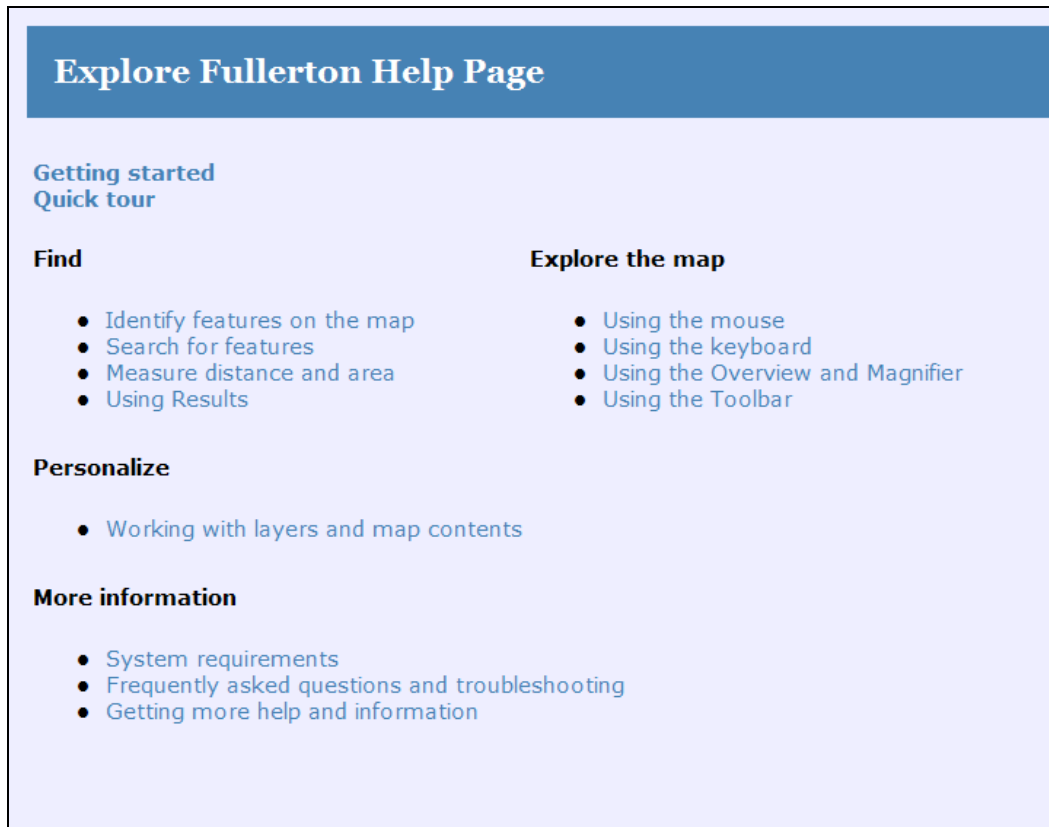 Explore Fullerton Help Page
Getting started
Quick tour
Find
Identify features on the map
Search for features
Measure distance and area
Using Results
Explore the map
Using the mouse
Using the keyboard
Using the Overview and Magnifier
Using the Toolbar
Personalize
Working with layers and map contents
More information
System requirements
Frequently asked questions and troubleshooting
Getting more help and information